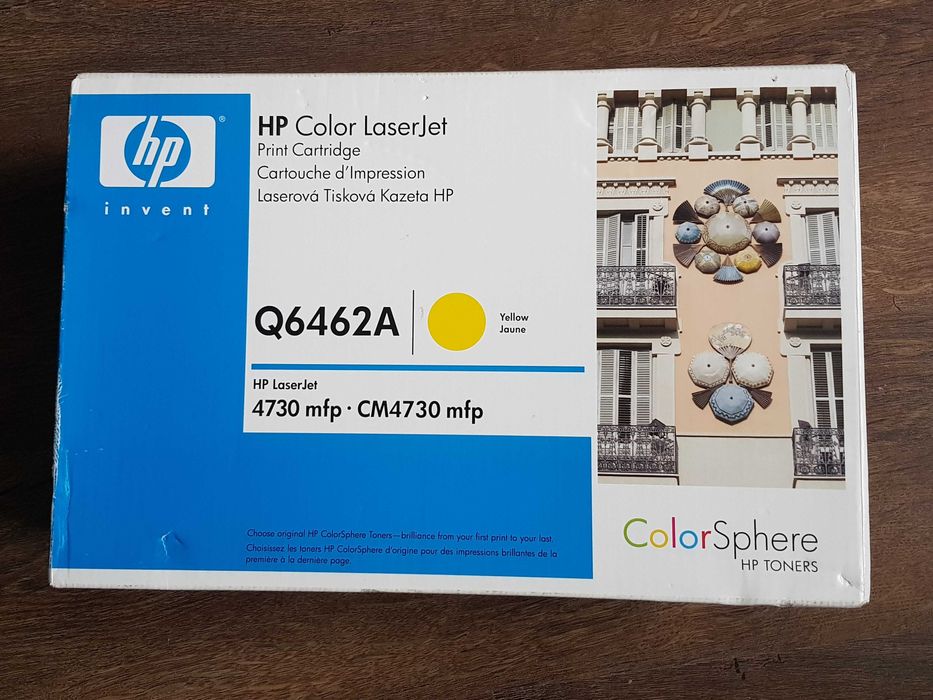 hp
®
invent
HP Color LaserJet
Print Cartridge
Cartouche d'Impression
Laserová Tisková Kazeta HP
Q6462A
Yellow
Jaune
HP LaserJet
4730 mfp · CM4730 mfp
Choose original HP ColorSphere Toners—brilliance from your first print to your last.
Choisissez les toners HP ColorSphere d'origine pour des impressions brillantes de la
première à la dernière page.
ColorSphere
HP TONERS